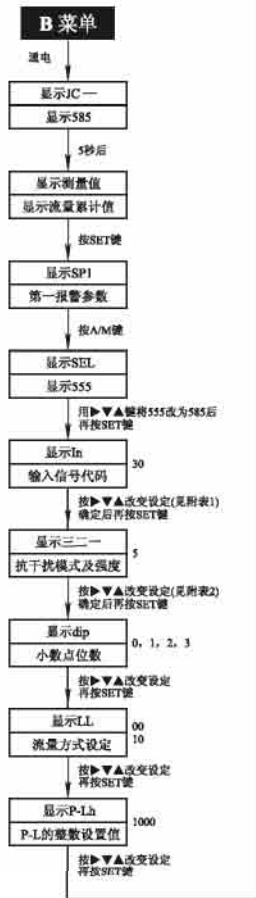 B 菜单
通电
显示JC—
显示585
5秒后
显示测量值
显示流量累计值
按SET键
显示SP1
第一报警参数
按A/M键
显示SEL
显示555
用▶▼▲键将555改为585后
再按SET键
显示In
输入信号代码
30
按▶▼▲改变设定(见附表1)
确定后再按SET键
显示三二一
抗干扰模式及强度
5
按▶▼▲改变设定(见附表2)
确定后再按SET键
显示dip
小数点位数
0, 1, 2, 3
按▶▼▲改变设定
再按SET键
显示LL
流量方式设定
00
10
按▶▼▲改变设定
再按SET键
显示P-Lh
P-L的整数设置值
1000
按▶▼▲改变设定
再按SET键